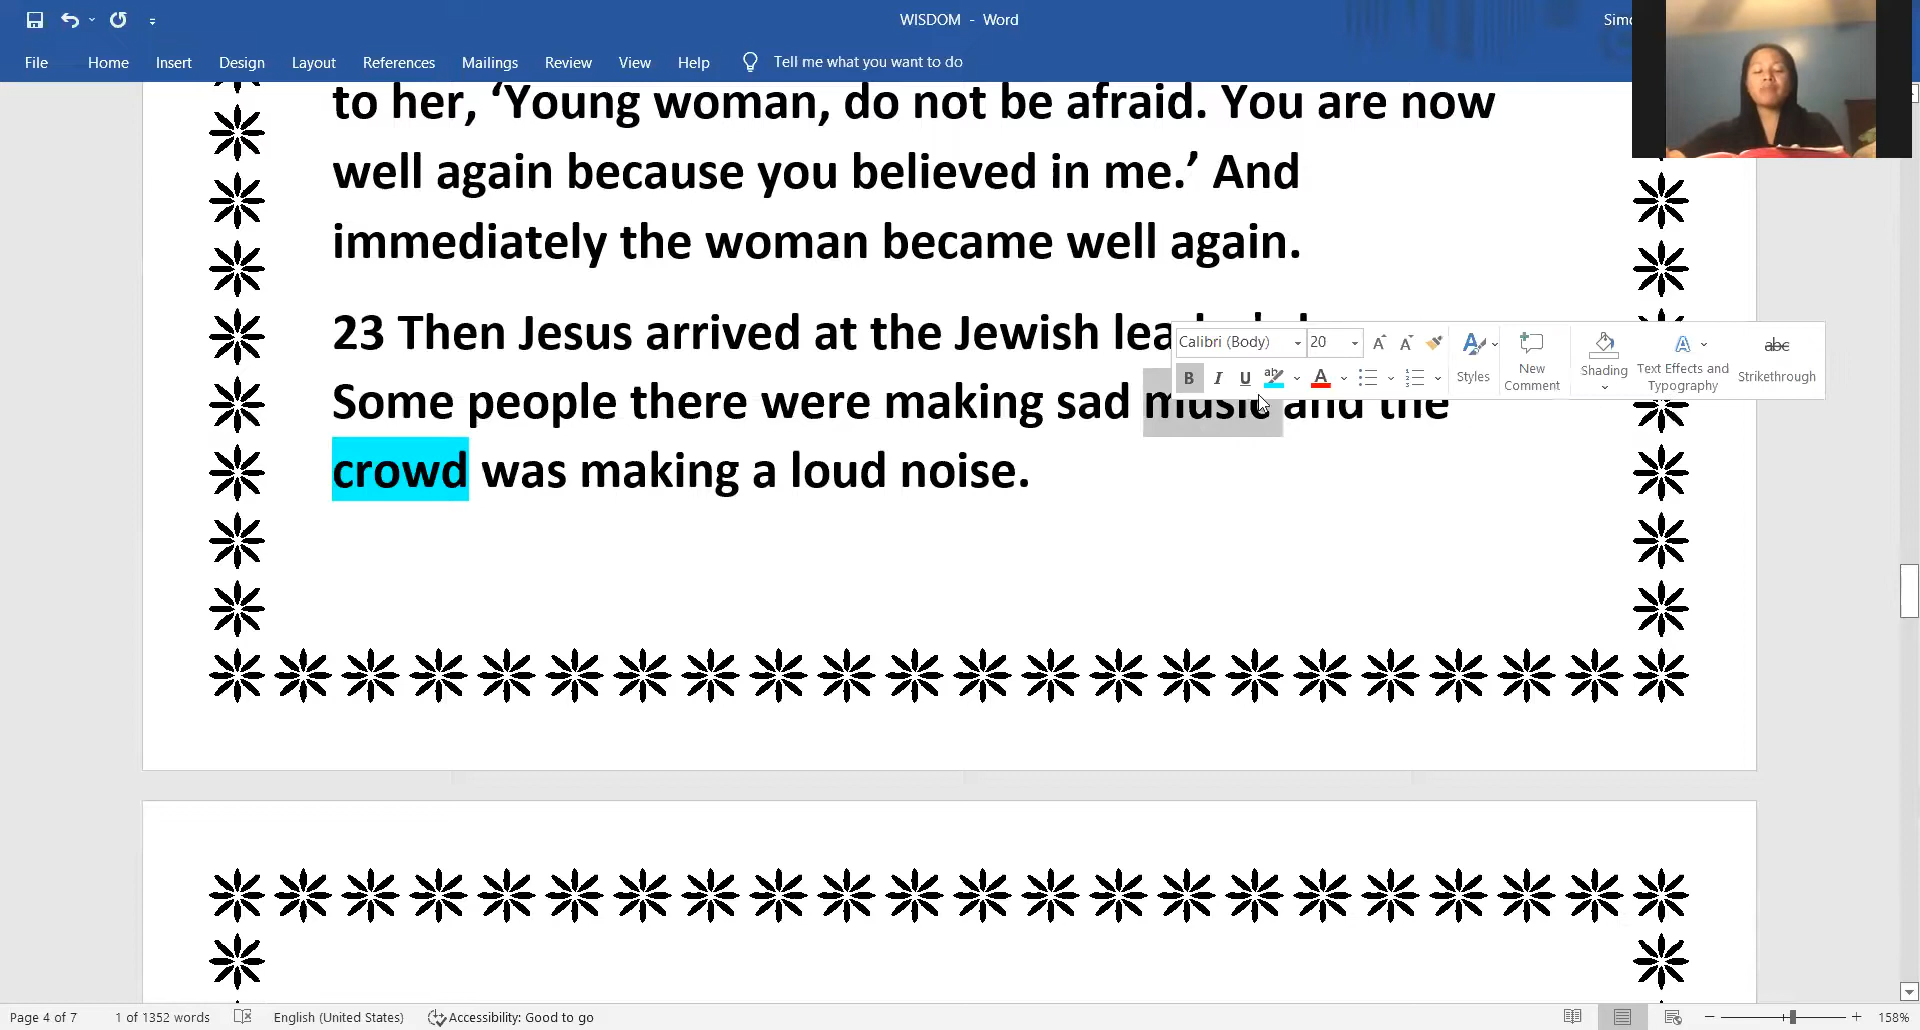 WISDOM - Word
File Home Insert Design Layout References Mailings Review View Help Tell me what you want to do
to her, ‘Young woman, do not be afraid. You are now
well again because you believed in me.’ And
immediately the woman became well again.
23 Then Jesus arrived at the Jewish
Calibri (Body) 20
B I U
Styles
New Comment
Shading
Text Effects and Typography
abc Strikethrough
Some people there were making sad music and the
crowd was making a loud noise.
Page 4 of 7 1 of 1352 words English (United States) Accessibility: Good to go 158%